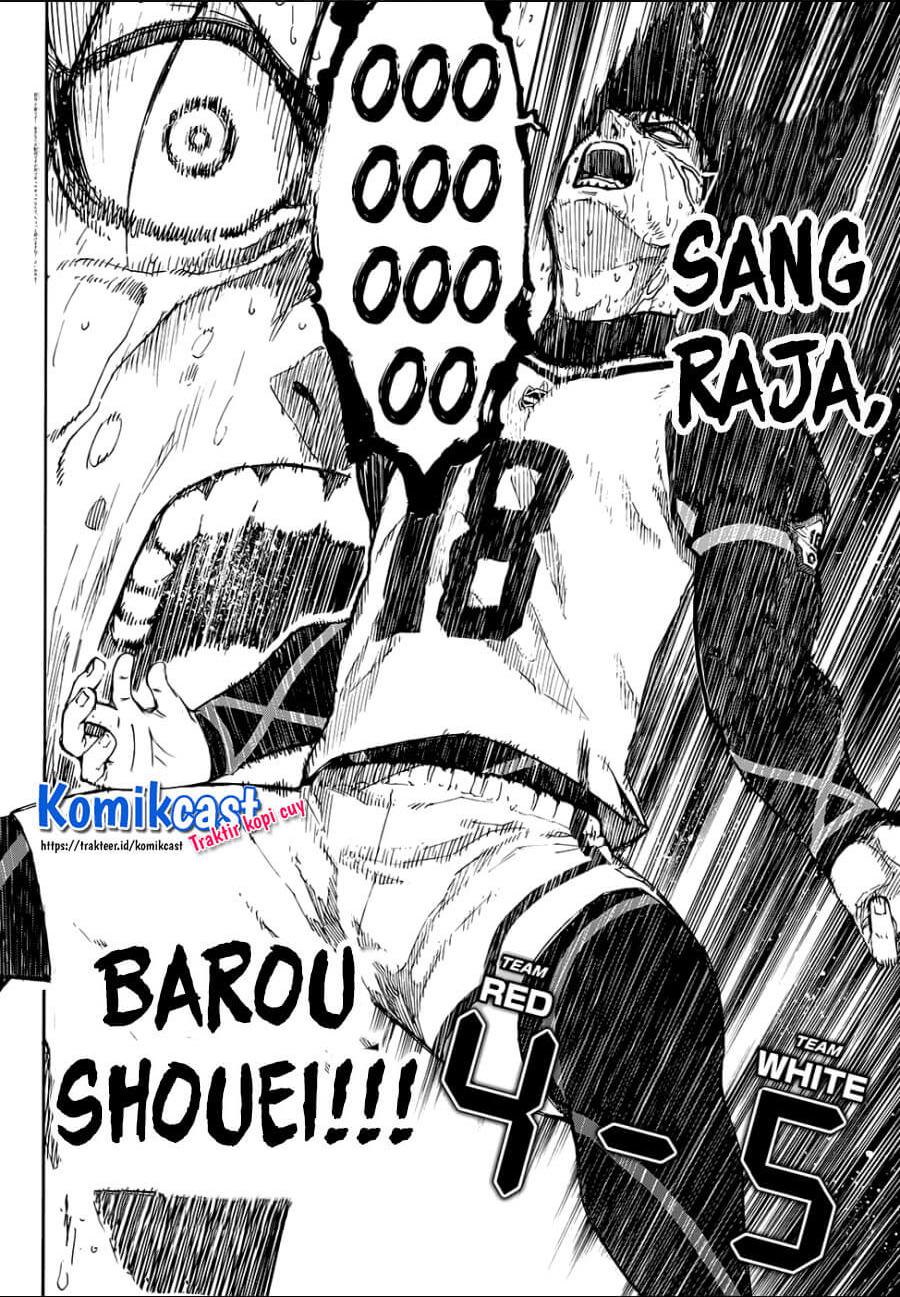 OOO
OOO
OOO
OO
SANG
RAJA,
18
Komikcast
Traktir kopi cuy
https://trakteer.id/komikcast
BAROU
SHOUEI!!!
TEAM
RED
4 - 5
TEAM
WHITE